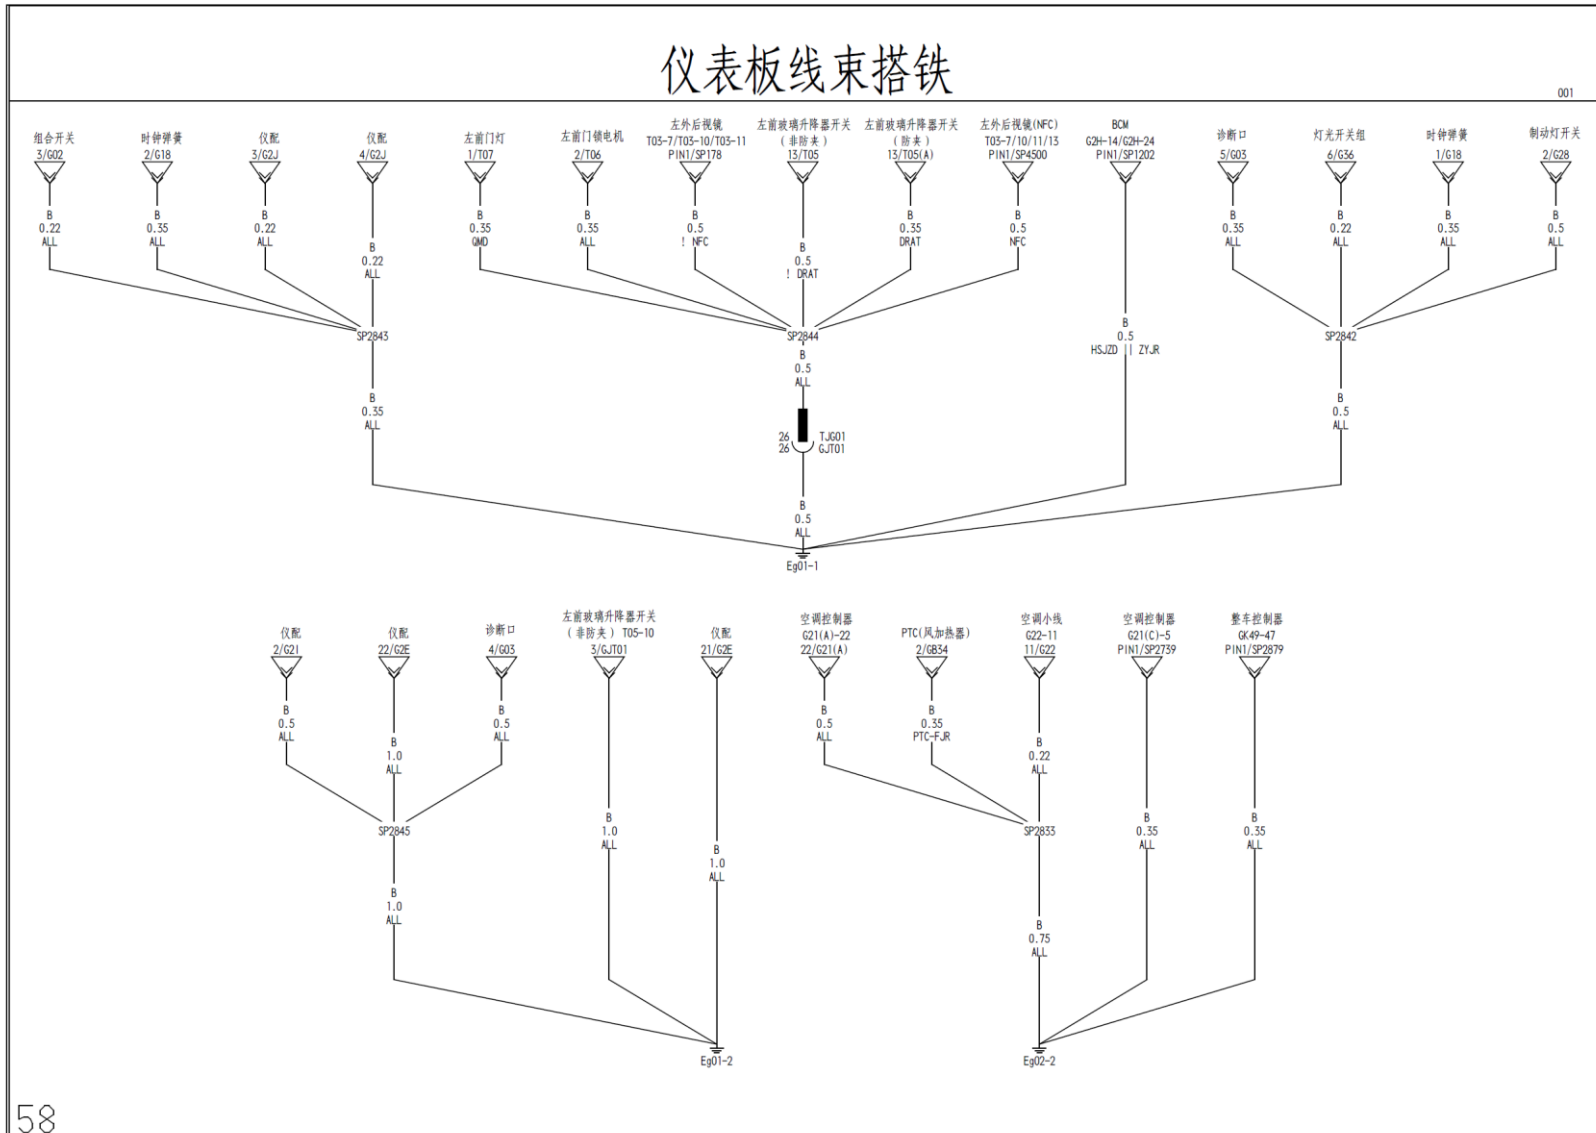 仪表板线束搭铁
001
组合开关
3/G02
B
0.22
ALL
时钟弹簧
2/G18
B
0.35
ALL
仪配
3/G2J
B
0.22
ALL
仪配
4/G2J
B
0.22
ALL
SP2843
B
0.35
ALL
左前门灯
1/T07
B
0.35
QMD
左前门锁电机
2/T06
B
0.35
ALL
左外后视镜
T03-7/T03-10/T03-11
PIN1/SP178
B
0.5
! NFC
左前玻璃升降器开关
(非防夹)
13/T05
B
0.5
! DRAT
左前玻璃升降器开关
(防夹)
13/T05(A)
B
0.35
DRAT
左外后视镜(NFC)
T03-7/10/11/13
PIN1/SP4500
B
0.5
NFC
SP2844
B
0.5
ALL
26 TJG01
26 GJT01
B
0.5
ALL
BCM
G2H-14/G2H-24
PIN1/SP1202
B
0.5
HSJZD || ZYJR
诊断口
5/G03
B
0.35
ALL
灯光开关组
6/G36
B
0.22
ALL
时钟弹簧
1/G18
B
0.35
ALL
制动灯开关
2/G28
B
0.5
ALL
SP2842
B
0.5
ALL
Eg01-1
仪配
2/G2I
B
0.5
ALL
仪配
22/G2E
B
1.0
ALL
诊断口
4/G03
B
0.5
ALL
SP2845
B
1.0
ALL
左前玻璃升降器开关
(非防夹) T05-10
3/GJT01
B
1.0
ALL
仪配
21/G2E
B
1.0
ALL
Eg01-2
空调控制器
G21(A)-22
22/G21(A)
B
0.5
ALL
PTC(风加热器)
2/GB34
B
0.35
PTC-FJR
空调小线
G22-11
11/G22
B
0.22
ALL
SP2833
B
0.75
ALL
空调控制器
G21(C)-5
PIN1/SP2739
B
0.35
ALL
整车控制器
GK49-47
PIN1/SP2879
B
0.35
ALL
Eg02-2
58